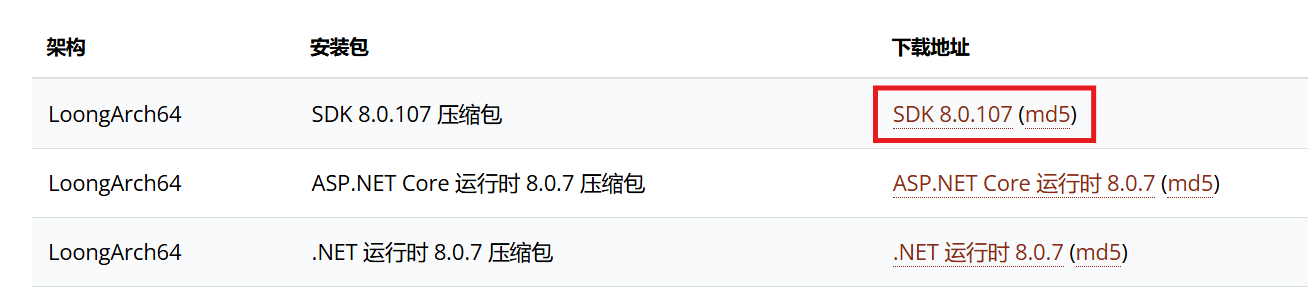 架构 安装包 下载地址
LoongArch64 SDK 8.0.107 压缩包 SDK 8.0.107 (md5)
LoongArch64 ASP.NET Core 运行时 8.0.7 压缩包 ASP.NET Core 运行时 8.0.7 (md5)
LoongArch64 .NET 运行时 8.0.7 压缩包 .NET 运行时 8.0.7 (md5)